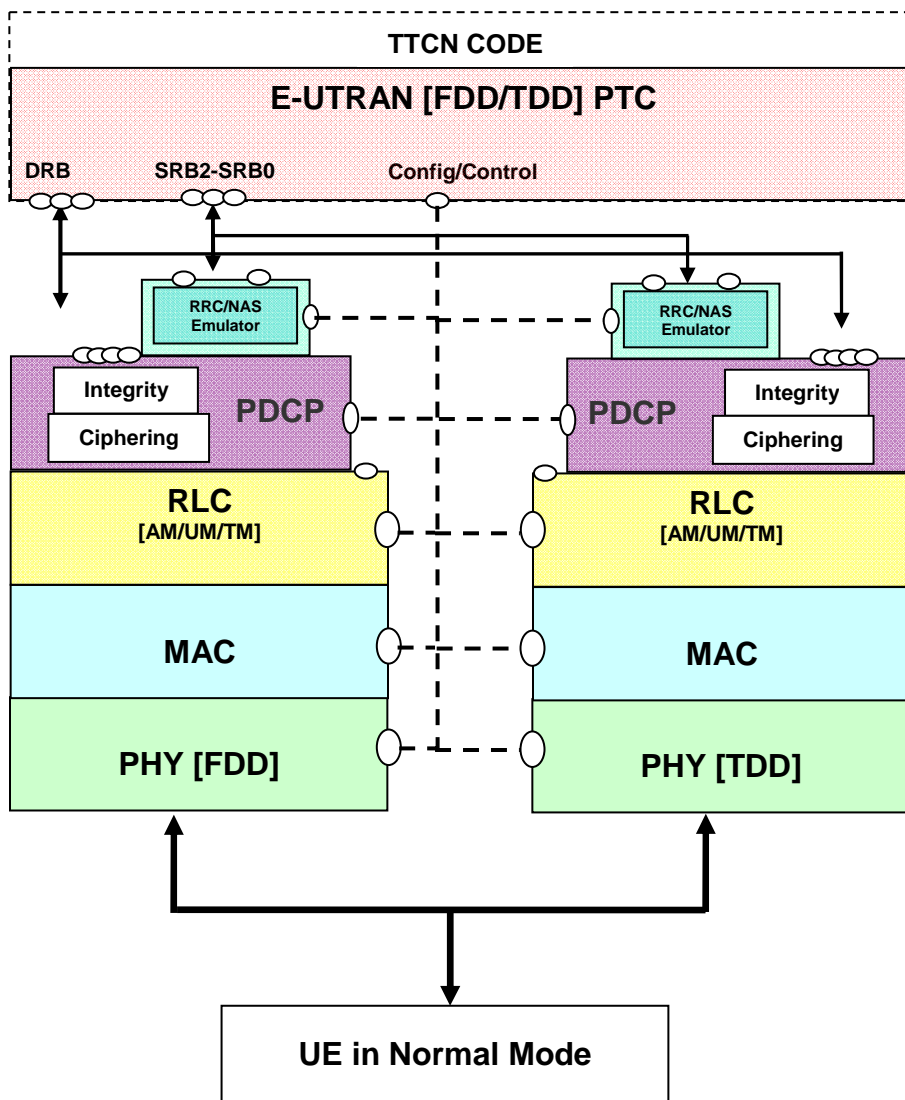 TTCN CODE
E-UTRAN [FDD/TDD] PTC
DRB
SRB2-SRB0
Config/Control
RRC/NAS
Emulator
RRC/NAS
Emulator
Integrity
Ciphering
PDCP
PDCP
Integrity
Ciphering
RLC
[AM/UM/TM]
RLC
[AM/UM/TM]
MAC
MAC
PHY [FDD]
PHY [TDD]
UE in Normal Mode